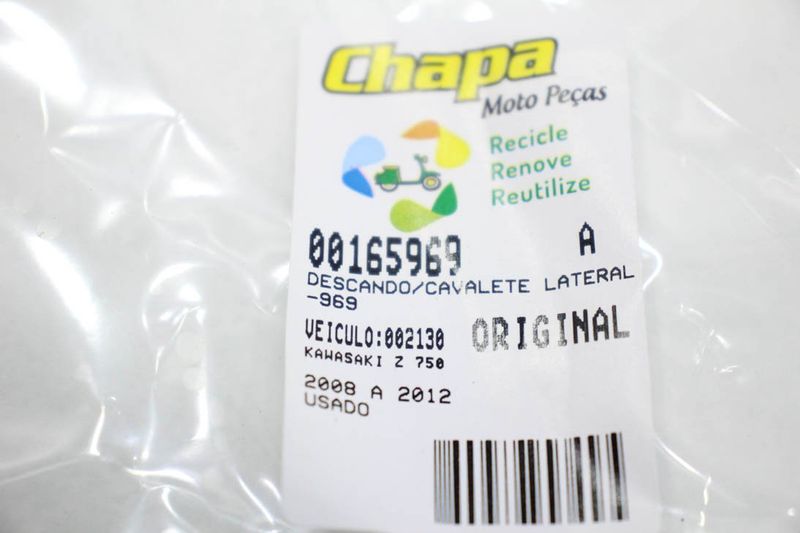 Chapa
Moto Peças
Recicle
Renove
Reutilize
00165969 A
DESCANDO/CAVALETE LATERAL
-969
VEICULO:002130 ORIGINAL
KAWASAKI Z 750
2008 A 2012
USADO